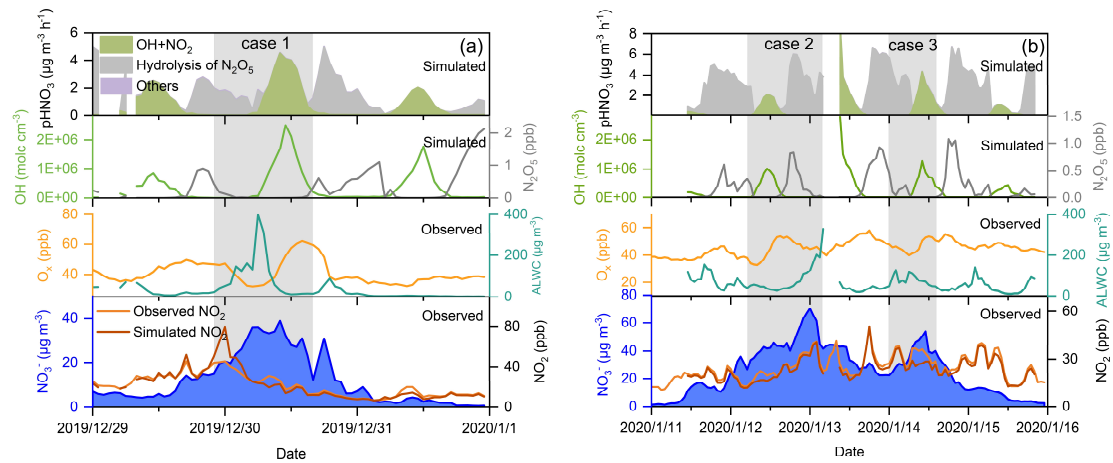 case 1
(a)
OH+NO2
Hydrolysis of N2O5
Others
Simulated
pHNO3 (µg m⁻³ h⁻¹)
6
4
2
0
Simulated
OH (molc cm⁻³)
2E+06
1E+06
0E+00
N2O5 (ppb)
2
1
0
Observed
Ox (ppb)
80
60
40
ALWC (µg m⁻³)
400
200
0
Observed NO2
Simulated NO2
Observed
NO3⁻ (µg m⁻³)
40
20
0
NO2 (ppb)
80
40
0
2019/12/29
2019/12/30
2019/12/31
2020/1/1
Date
case 2
case 3
(b)
Simulated
pHNO3 (µg m⁻³ h⁻¹)
8
6
4
2
Simulated
OH (molc cm⁻³)
2E+06
1E+06
0E+00
N2O5 (ppb)
1.5
1.0
0.5
0.0
Observed
Ox (ppb)
60
40
20
ALWC (µg m⁻³)
400
200
0
Observed
NO3⁻ (µg m⁻³)
80
60
40
20
0
NO2 (ppb)
60
30
0
2020/1/11
2020/1/12
2020/1/13
2020/1/14
2020/1/15
2020/1/16
Date